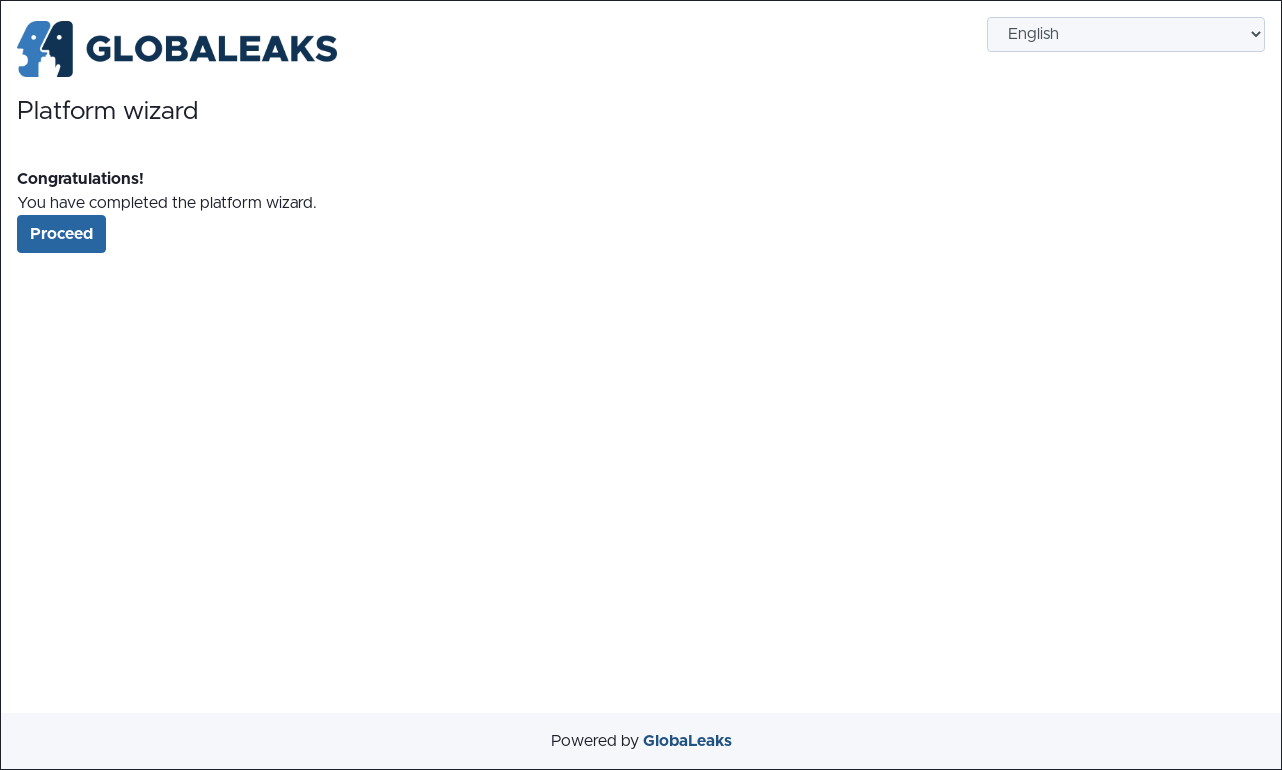 GLOBALEAKS
English
Platform wizard
Congratulations!
You have completed the platform wizard.
Proceed
Powered by GlobaLeaks